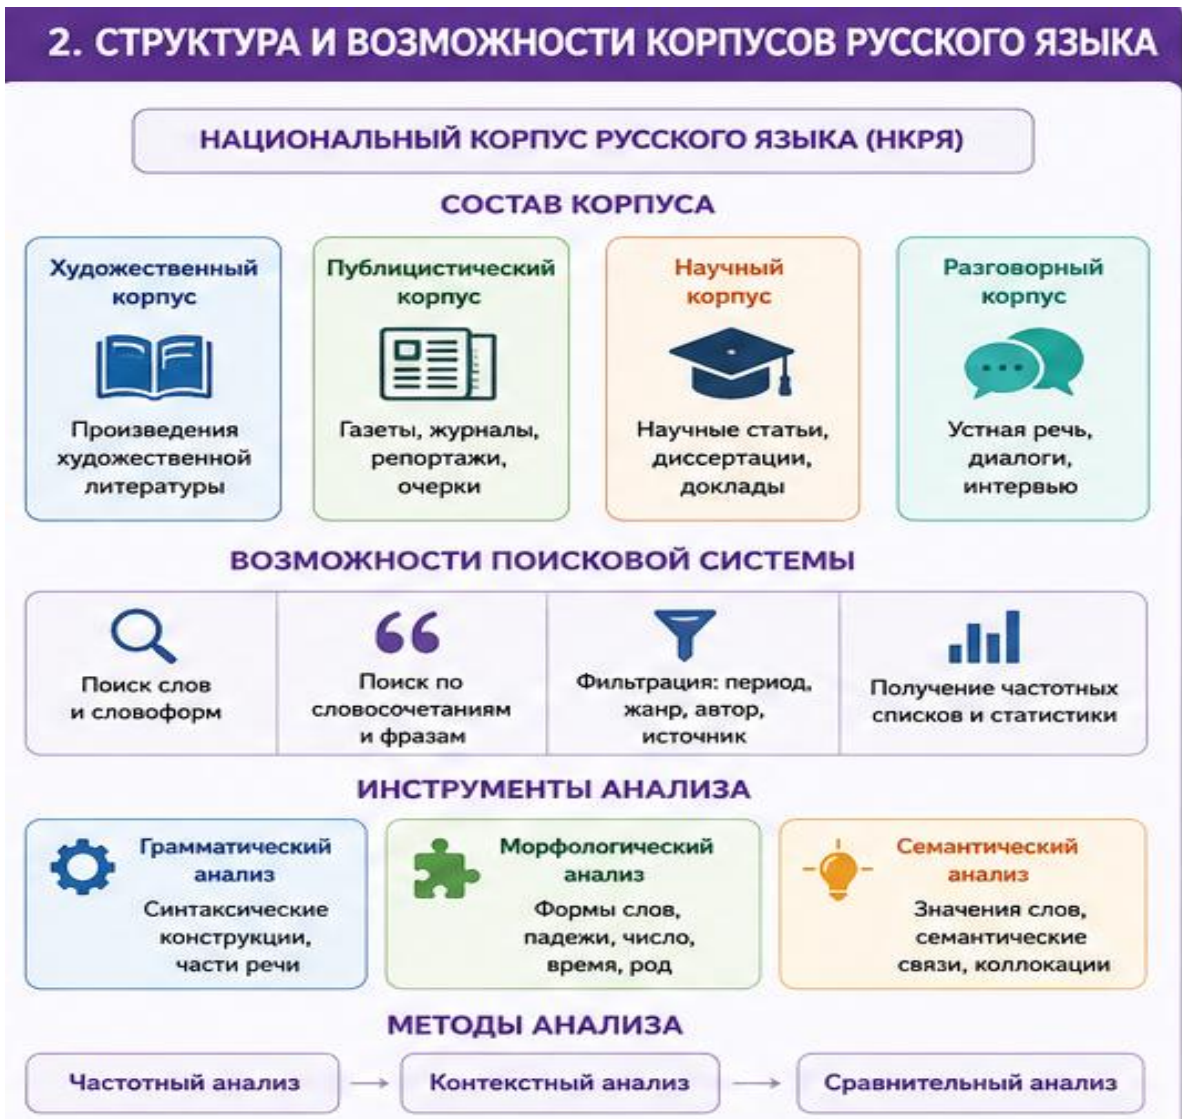 2. СТРУКТУРА И ВОЗМОЖНОСТИ КОРПУСОВ РУССКОГО ЯЗЫКА
НАЦИОНАЛЬНЫЙ КОРПУС РУССКОГО ЯЗЫКА (НКРЯ)
СОСТАВ КОРПУСА
Художественный
корпус
Произведения
художественной
литературы
Публицистический
корпус
Газеты, журналы,
репортажи,
очерки
Научный
корпус
Научные статьи,
диссертации,
доклады
Разговорный
корпус
Устная речь,
диалоги,
интервью
ВОЗМОЖНОСТИ ПОИСКОВОЙ СИСТЕМЫ
Поиск слов
и словоформ
Поиск по
словосочетаниям
и фразам
Фильтрация: период,
жанр, автор,
источник
Получение частотных
списков и статистики
ИНСТРУМЕНТЫ АНАЛИЗА
Грамматический
анализ
Синтаксические
конструкции,
части речи
Морфологический
анализ
Формы слов,
падежи, число,
время, род
Семантический
анализ
Значения слов,
семантические
связи, коллокации
МЕТОДЫ АНАЛИЗА
Частотный анализ
Контекстный анализ
Сравнительный анализ